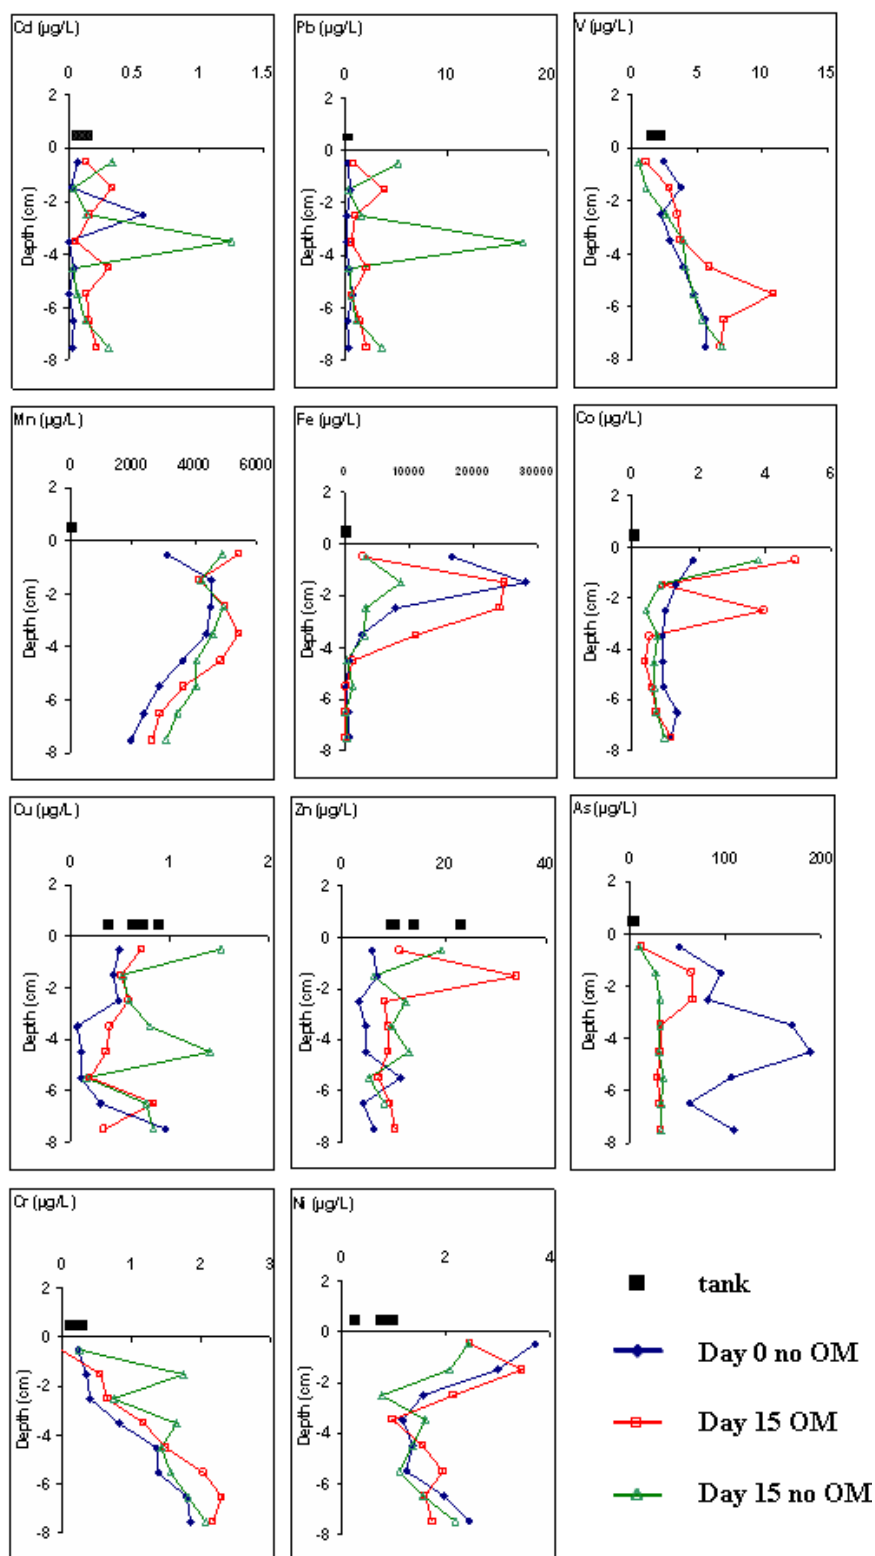 Cd (µg/L)
0 0.5 1 1.5
2
0
-2
-4
-6
-8
Depth (cm)
Pb (µg/L)
0 10 20
2
0
-2
-4
-6
-8
Depth (cm)
V (µg/L)
0 5 10 15
2
0
-2
-4
-6
-8
Depth (cm)
Mn (µg/L)
0 2000 4000 6000
2
0
-2
-4
-6
-8
Depth (cm)
Fe (µg/L)
0 10000 20000 30000
2
0
-2
-4
-6
-8
Depth (cm)
Co (µg/L)
0 2 4 6
2
0
-2
-4
-6
-8
Depth (cm)
Cu (µg/L)
0 1 2
2
0
-2
-4
-6
-8
Depth (cm)
Zn (µg/L)
0 20 40
2
0
-2
-4
-6
-8
Depth (cm)
As (µg/L)
0 100 200
2
0
-2
-4
-6
-8
Depth (cm)
Cr (µg/L)
0 1 2 3
2
0
-2
-4
-6
-8
Depth (cm)
Ni (µg/L)
0 2 4
2
0
-2
-4
-6
-8
Depth (cm)
tank
Day 0 no OM
Day 15 OM
Day 15 no OM